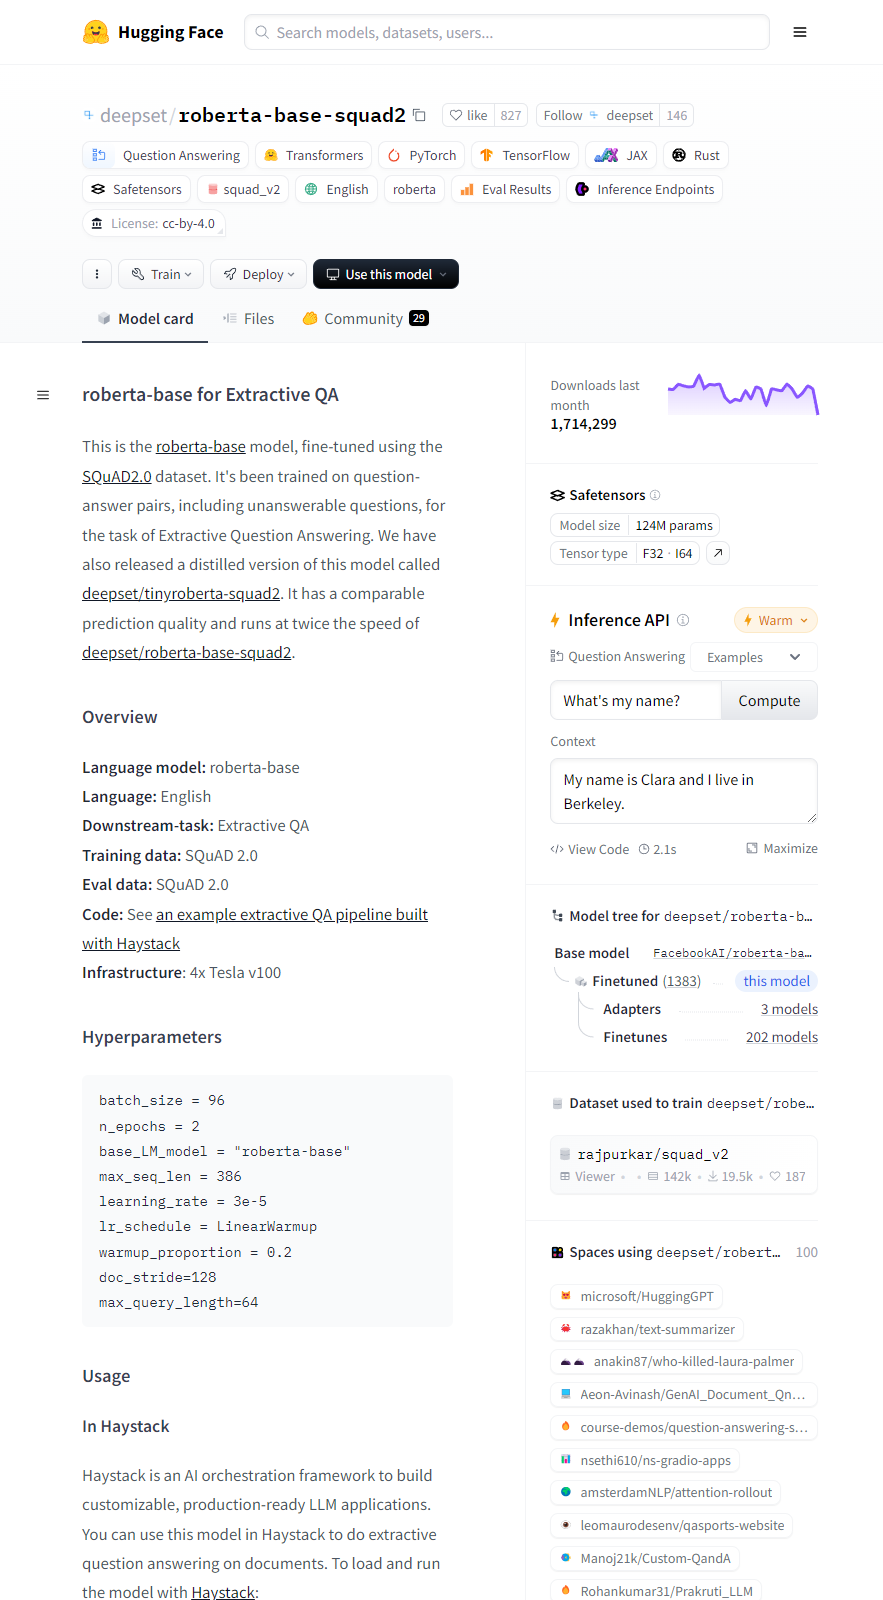 Hugging Face
Search models, datasets, users...
deepset/roberta-base-squad2
like 827
Follow deepset 146
Question Answering Transformers PyTorch TensorFlow JAX Rust
Safetensors squad_v2 English roberta Eval Results Inference Endpoints
License: cc-by-4.0
Train Deploy Use this model
Model card Files Community 29
roberta-base for Extractive QA
This is the roberta-base model, fine-tuned using the
SQuAD2.0 dataset. It's been trained on question-
answer pairs, including unanswerable questions, for
the task of Extractive Question Answering. We have
also released a distilled version of this model called
deepset/tinyroberta-squad2. It has a comparable
prediction quality and runs at twice the speed of
deepset/roberta-base-squad2.
Overview
Language model: roberta-base
Language: English
Downstream-task: Extractive QA
Training data: SQuAD 2.0
Eval data: SQuAD 2.0
Code: See an example extractive QA pipeline built
with Haystack
Infrastructure: 4x Tesla v100
Hyperparameters
batch_size = 96
n_epochs = 2
base_LM_model = "roberta-base"
max_seq_len = 386
learning_rate = 3e-5
lr_schedule = LinearWarmup
warmup_proportion = 0.2
doc_stride=128
max_query_length=64
Usage
In Haystack
Haystack is an AI orchestration framework to build
customizable, production-ready LLM applications.
You can use this model in Haystack to do extractive
question answering on documents. To load and run
the model with Haystack:
Downloads last
month
1,714,299
Safetensors
Model size 124M params
Tensor type F32 · I64
Inference API Warm
Question Answering Examples
What's my name? Compute
Context
My name is Clara and I live in
Berkeley.
View Code 2.1s Maximize
Model tree for deepset/roberta-b…
Base model FacebookAI/roberta-ba…
Finetuned (1383) this model
Adapters 3 models
Finetunes 202 models
Dataset used to train deepset/robe…
rajpurkar/squad_v2
Viewer • • 142k • 19.5k • 187
Spaces using deepset/robert… 100
microsoft/HuggingGPT
razakhan/text-summarizer
anakin87/who-killed-laura-palmer
Aeon-Avinash/GenAI_Document_Qn…
course-demos/question-answering-s…
nsethi610/ns-gradio-apps
amsterdamNLP/attention-rollout
leomaurodesenv/qasports-website
Manoj21k/Custom-QandA
Rohankumar31/Prakruti_LLM